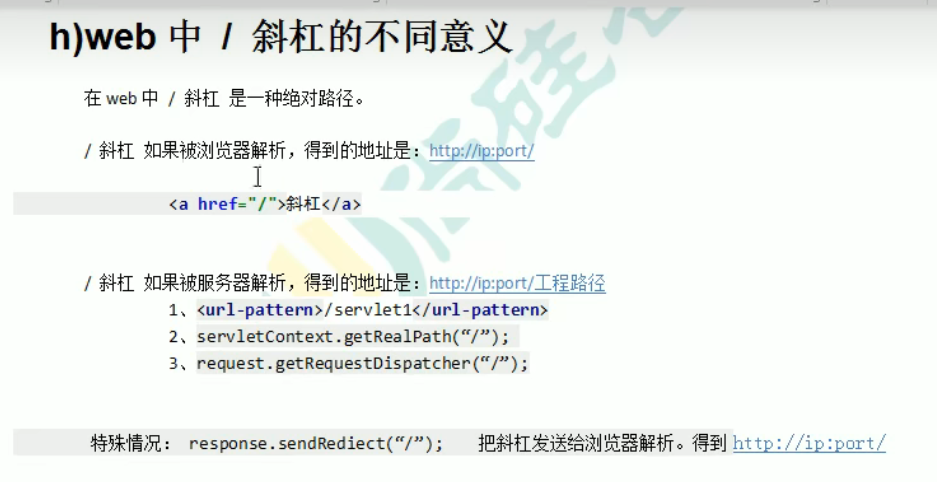 h)web 中 / 斜杠的不同意义
在 web 中 / 斜杠 是一种绝对路径。
/ 斜杠 如果被浏览器解析，得到的地址是：http://ip:port/
<a href="/">斜杠</a>
/ 斜杠 如果被服务器解析，得到的地址是：http://ip:port/工程路径
1、<url-pattern>/servlet1</url-pattern>
2、servletContext.getRealPath(“/”);
3、request.getRequestDispatcher(“/”);
特殊情况： response.sendRediect(“/”); 把斜杠发送给浏览器解析。得到 http://ip:port/